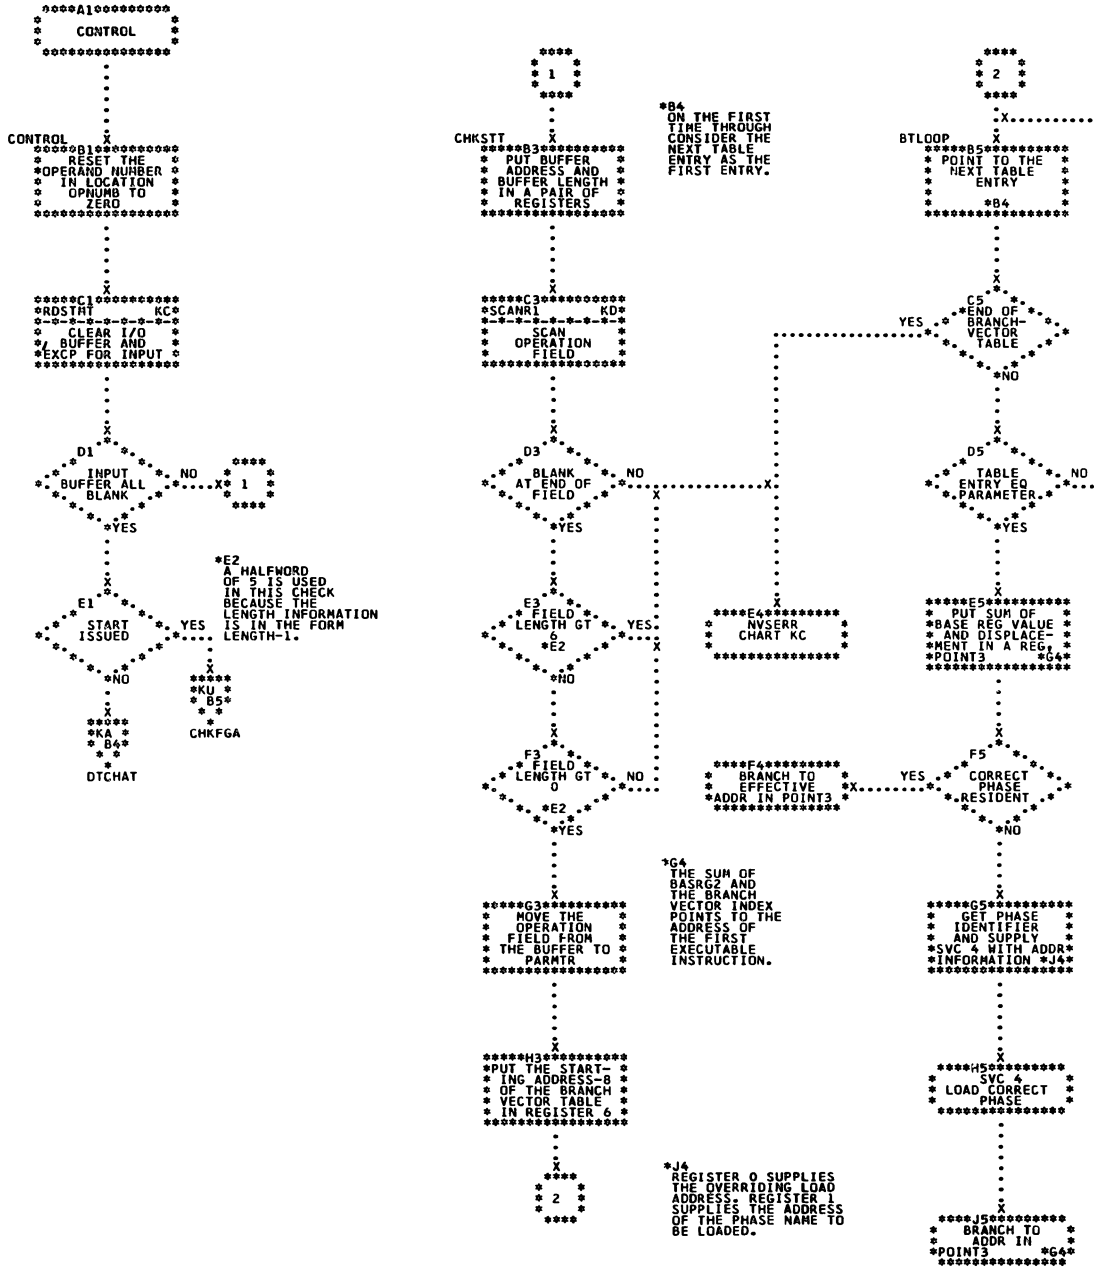 A1
CONTROL
CONTROL
B1
RESET THE
OPERAND NUMBER
IN LOCATION
OPNUMB TO
ZERO
C1
RDSTMT KC
CLEAR I/O
BUFFER AND
EXCP FOR INPUT
D1
INPUT
BUFFER ALL
BLANK
NO
1
YES
E1
START
ISSUED
YES
NO
*E2
A HALFWORD
OF 5 IS USED
IN THIS CHECK
BECAUSE THE
LENGTH INFORMATION
IS IN THE FORM
LENGTH-1.
KU
B5
CHKFGA
KA
B4
DTCHAT
1
CHKSTT
B3
PUT BUFFER
ADDRESS AND
BUFFER LENGTH
IN A PAIR OF
REGISTERS
C3
SCANR1 KD
SCAN
OPERATION
FIELD
D3
BLANK
AT END OF
FIELD
NO
YES
E3
FIELD
LENGTH GT
6
*E2
YES
NO
F3
FIELD
LENGTH GT
0
*E2
NO
YES
G3
MOVE THE
OPERATION
FIELD FROM
THE BUFFER TO
PARMTR
H3
PUT THE START-
ING ADDRESS-8
OF THE BRANCH
VECTOR TABLE
IN REGISTER 6
2
*B4
ON THE FIRST
TIME THROUGH
CONSIDER THE
NEXT TABLE
ENTRY AS THE
FIRST ENTRY.
E4
NVSERR
CHART KC
F4
BRANCH TO
EFFECTIVE
ADDR IN POINT3
*G4
THE SUM OF
BASRG2 AND
THE BRANCH
VECTOR INDEX
POINTS TO THE
ADDRESS OF
THE FIRST
EXECUTABLE
INSTRUCTION.
*J4
REGISTER 0 SUPPLIES
THE OVERRIDING LOAD
ADDRESS. REGISTER 1
SUPPLIES THE ADDRESS
OF THE PHASE NAME TO
BE LOADED.
2
BTLOOP
B5
POINT TO THE
NEXT TABLE
ENTRY
*B4
C5
END OF
BRANCH-
VECTOR
TABLE
YES
NO
D5
TABLE
ENTRY EQ
PARAMETER
NO
YES
E5
PUT SUM OF
BASE REG VALUE
AND DISPLACE-
MENT IN A REG,
POINT3 *G4
F5
CORRECT
PHASE
RESIDENT
YES
NO
G5
GET PHASE
IDENTIFIER
AND SUPPLY
SVC 4 WITH ADDR
INFORMATION *J4
H5
SVC 4
LOAD CORRECT
PHASE
J5
BRANCH TO
ADDR IN
POINT3 *G4